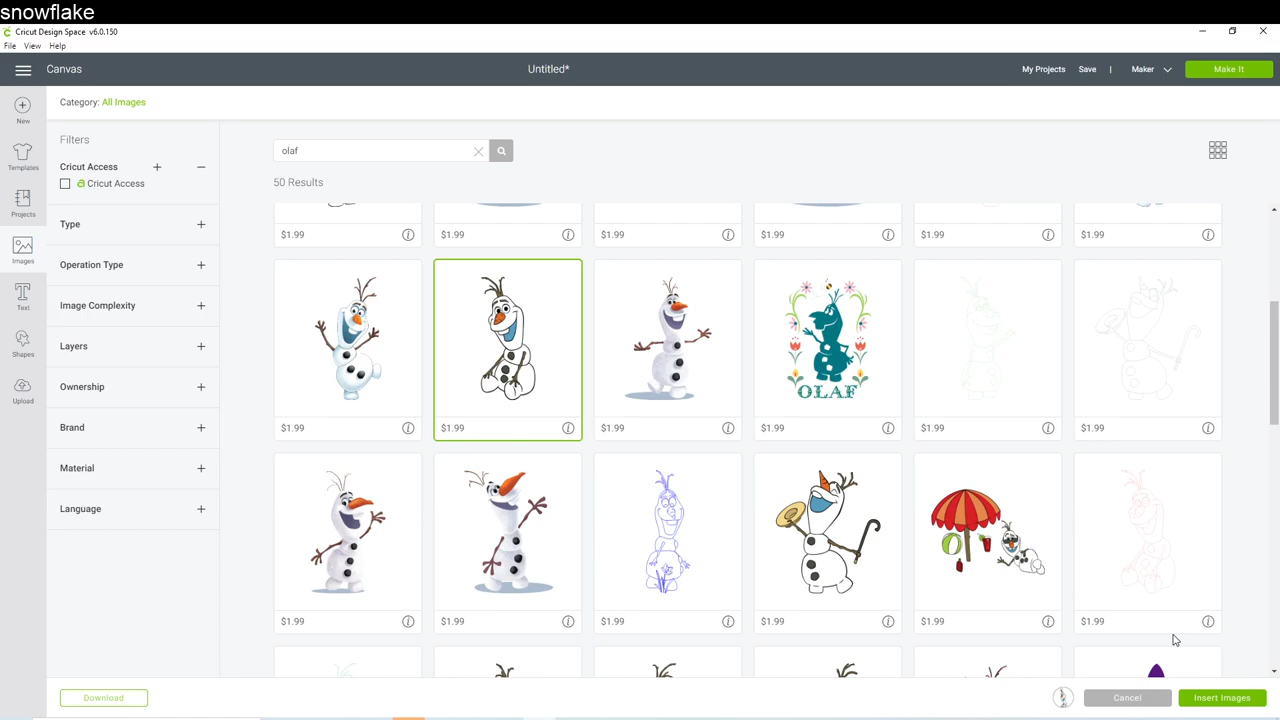 snowflake
Cricut Design Space v6.0.150
File View Help
Canvas
Untitled*
My Projects Save | Maker Make It
New
Templates
Projects
Images
Text
Shapes
Upload
Category: All Images
Filters
Cricut Access
Cricut Access
Type
Operation Type
Image Complexity
Layers
Ownership
Brand
Material
Language
olaf
50 Results
$1.99 $1.99 $1.99 $1.99 $1.99 $1.99
OLAF
$1.99 $1.99 $1.99 $1.99 $1.99 $1.99
$1.99 $1.99 $1.99 $1.99 $1.99 $1.99
Download
Cancel Insert Images